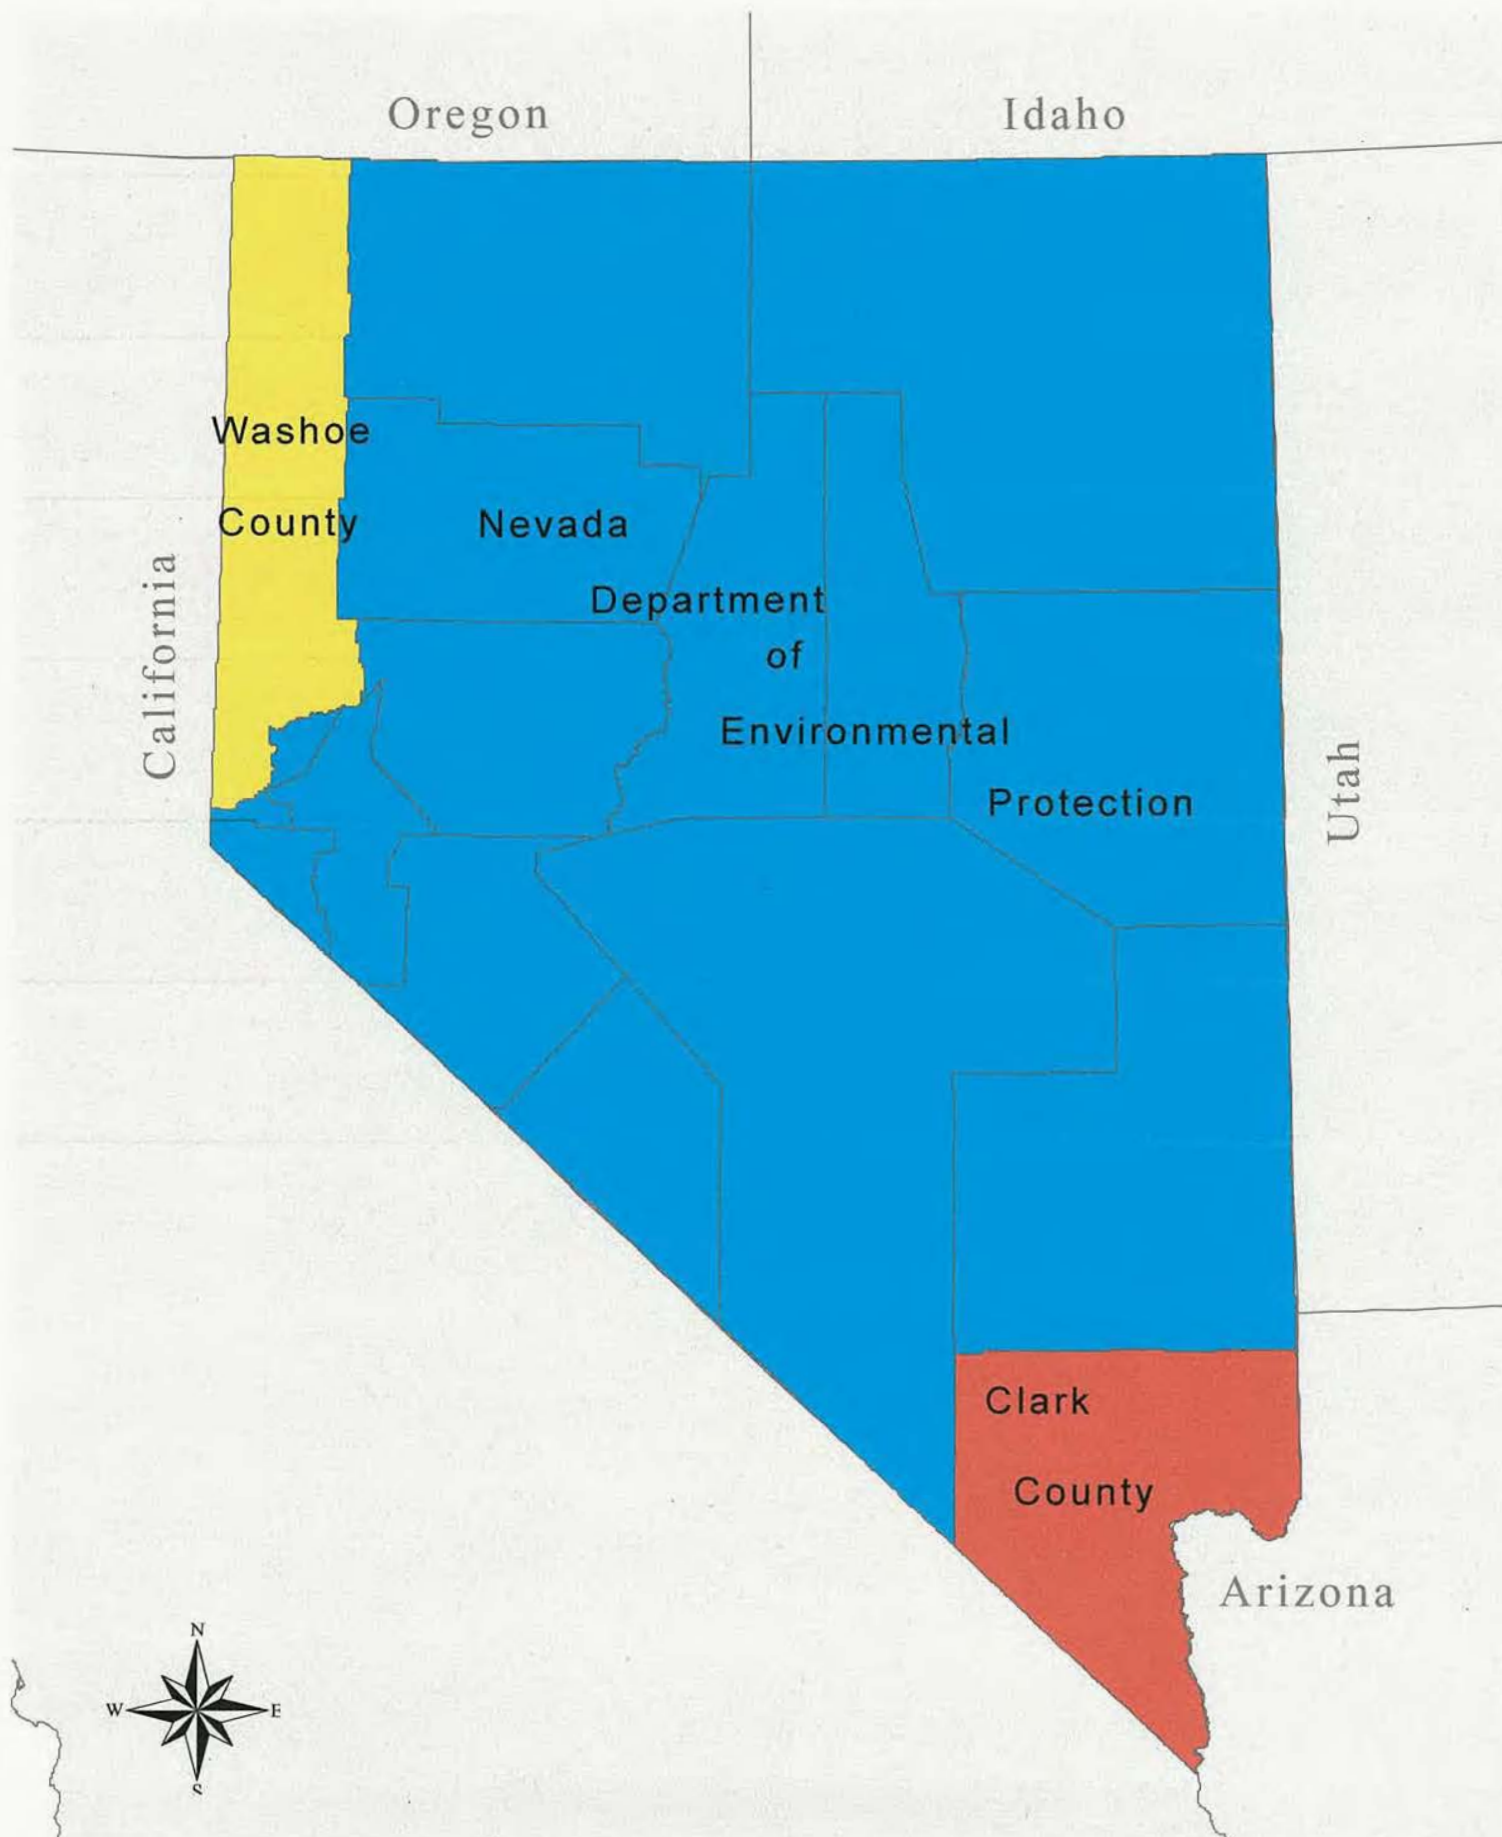 Oregon
Idaho
Washoe
County
Nevada
Department
of
Environmental
Protection
California
Utah
Clark
County
Arizona
N
W
E
S